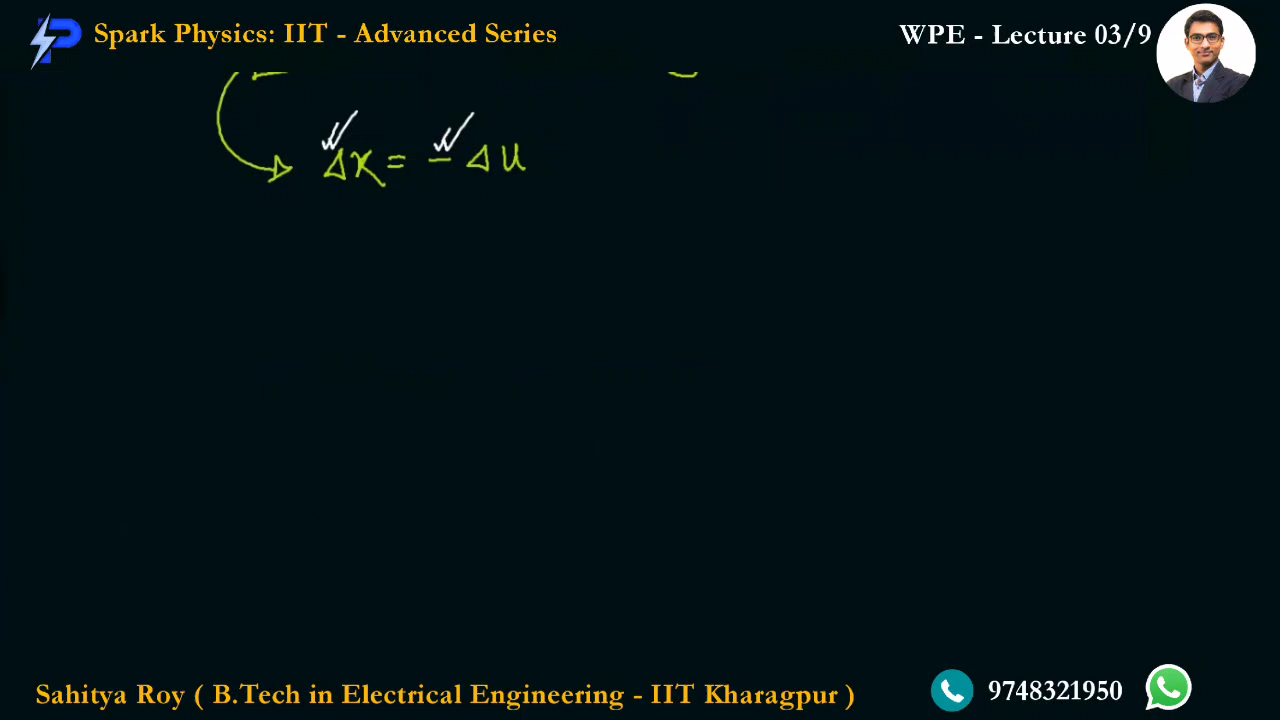 Spark Physics: IIT - Advanced Series
WPE - Lecture 03/9
ΔK = - ΔU
Sahitya Roy ( B.Tech in Electrical Engineering - IIT Kharagpur )
9748321950